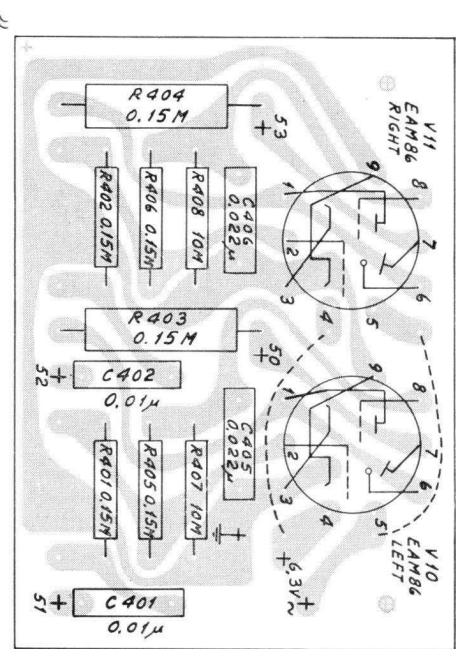 R404
0.15M
53
V11
EAM86
RIGHT
R402 0.15M
R406 0.15M
R408 10M
C406
0.022µ
1
2
3
4
5
6
7
8
9
R403
0.15M
50
52
C402
0.01µ
R401 0.15M
R405 0.15M
R407 10M
C405
0.022µ
1
2
3
4
5
6
7
8
9
V10
EAM86
LEFT
6,3V~
51
C401
0.01µ